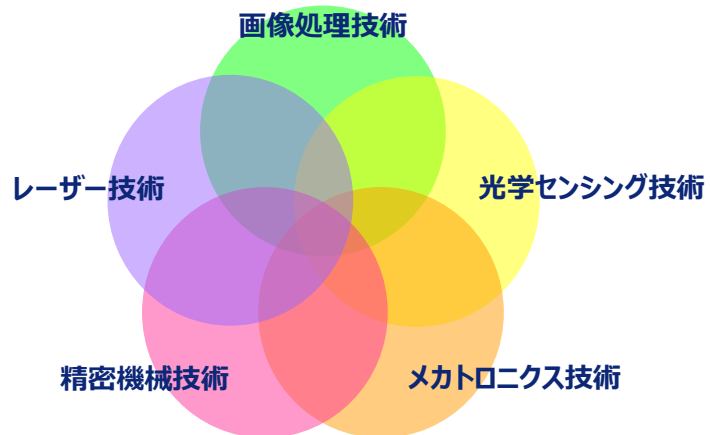 画像処理技術
レーザー技術
光学センシング技術
精密機械技術
メカトロニクス技術